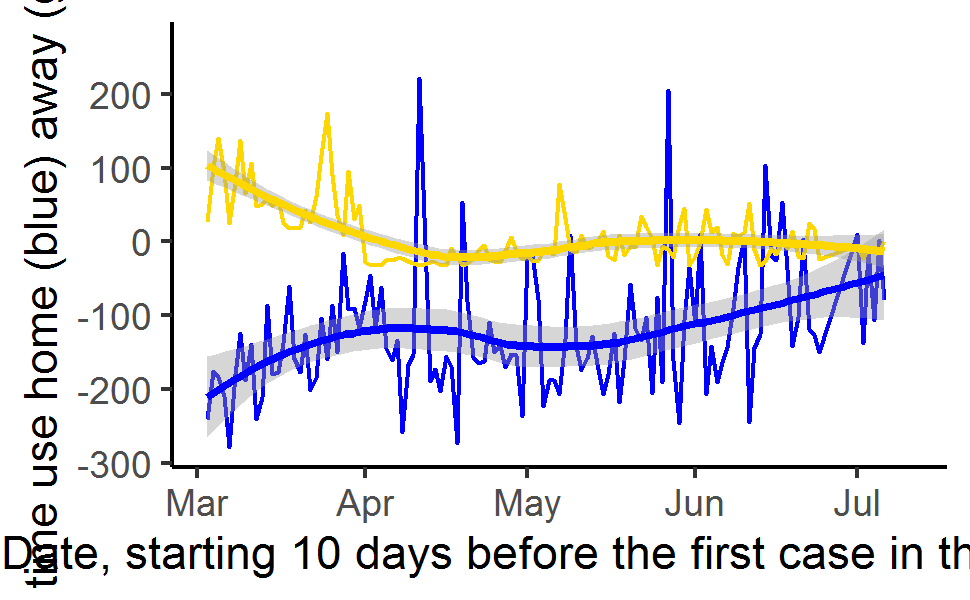 time use home (blue) away (g
200
100
0
-100
-200
-300
Mar Apr May Jun Jul
Date, starting 10 days before the first case in th